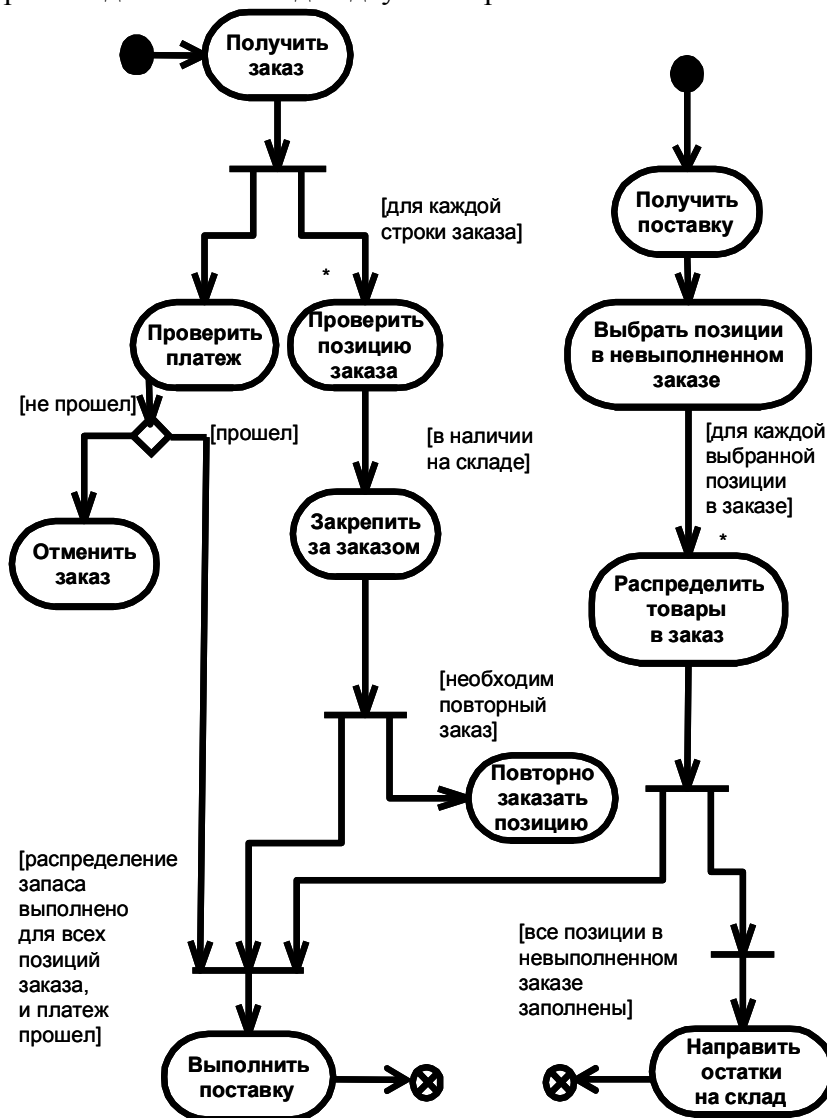 Получить
заказ
Получить
поставку
[для каждой
строки заказа]
*
Проверить
платеж
Проверить
позицию
заказа
Выбрать позиции
в невыполненном
заказе
[не прошел]
[прошел]
[в наличии
на складе]
[для каждой
выбранной
позиции
в заказе]
*
Отменить
заказ
Закрепить
за заказом
Распределить
товары
в заказ
[необходим
повторный
заказ]
Повторно
заказать
позицию
[распределение
запаса
выполнено
для всех
позиций
заказа,
и платеж
прошел]
[все позиции в
невыполненном
заказе
заполнены]
Выполнить
поставку
Направить
остатки
на склад